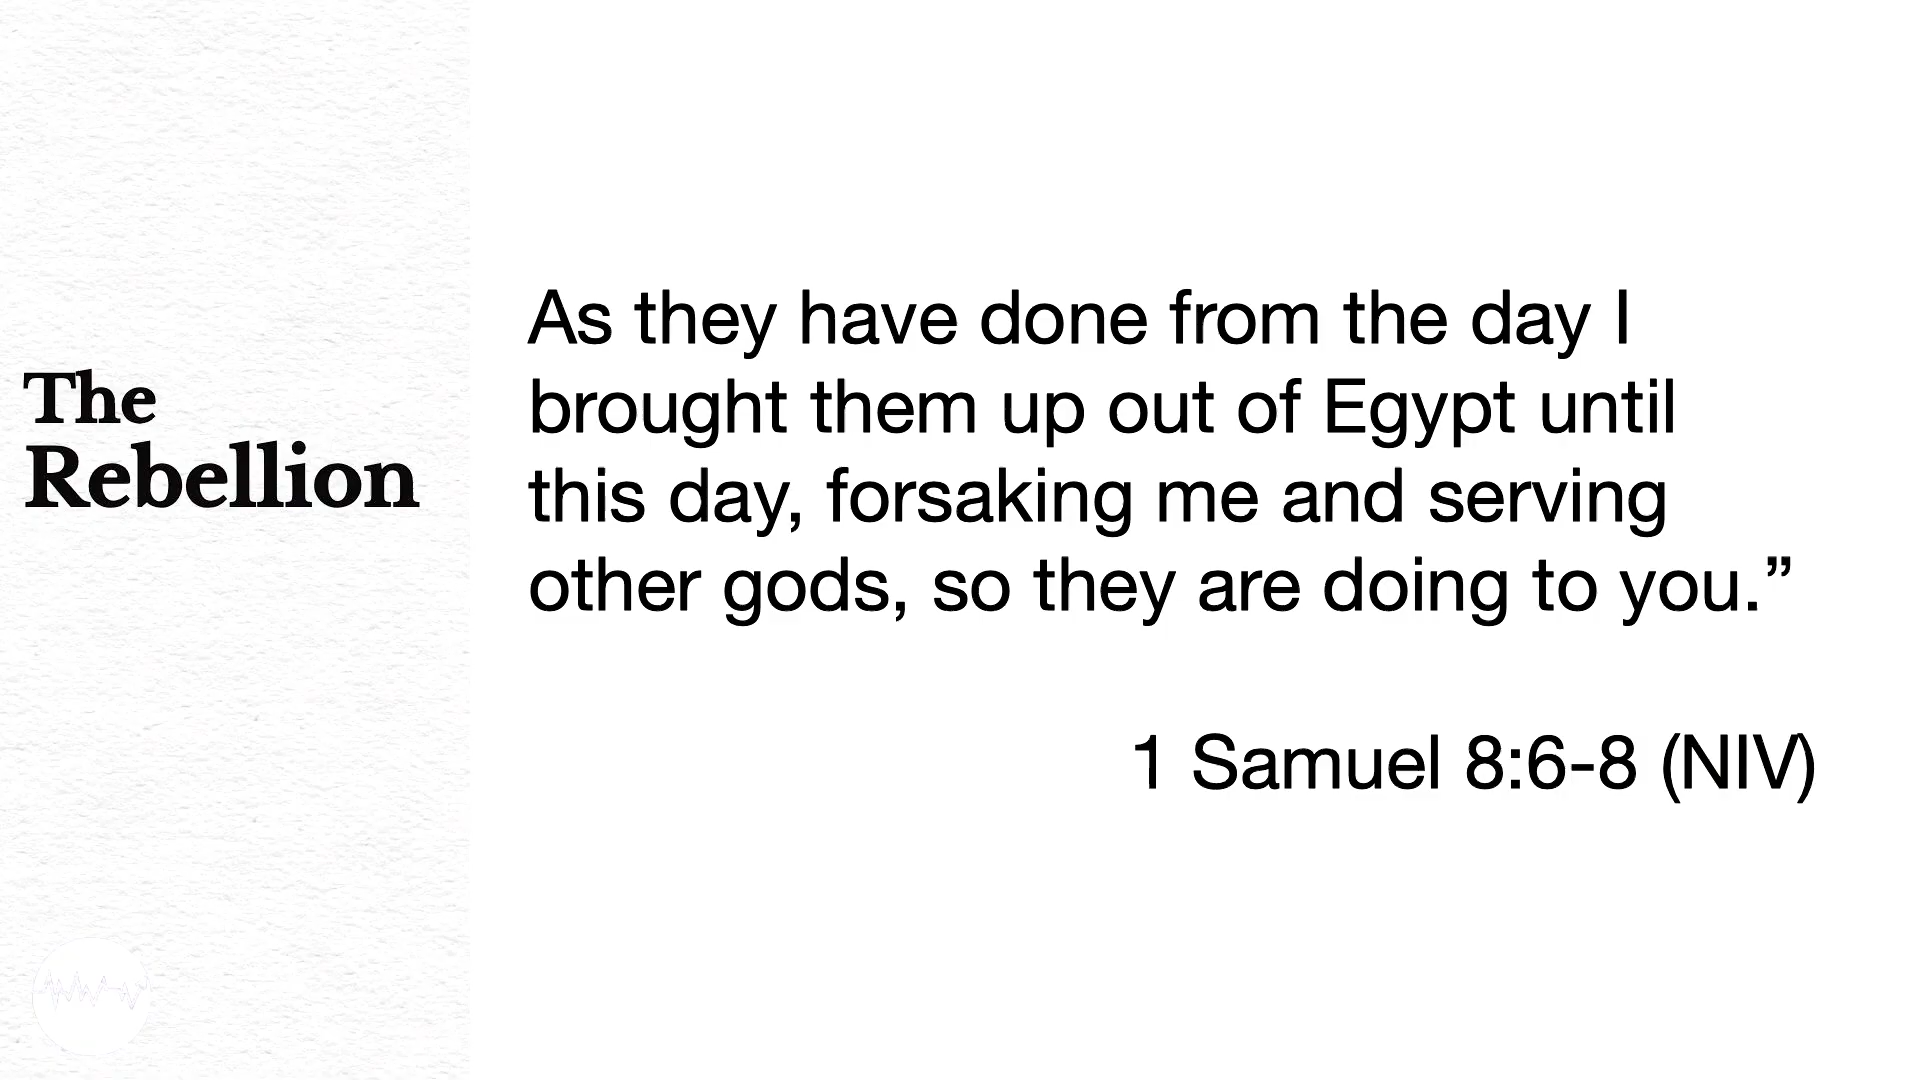 The
Rebellion
As they have done from the day I
brought them up out of Egypt until
this day, forsaking me and serving
other gods, so they are doing to you.”
1 Samuel 8:6-8 (NIV)